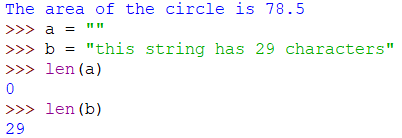 The area of the circle is 78.5
>>> a = ""
>>> b = "this string has 29 characters"
>>> len(a)
0
>>> len(b)
29